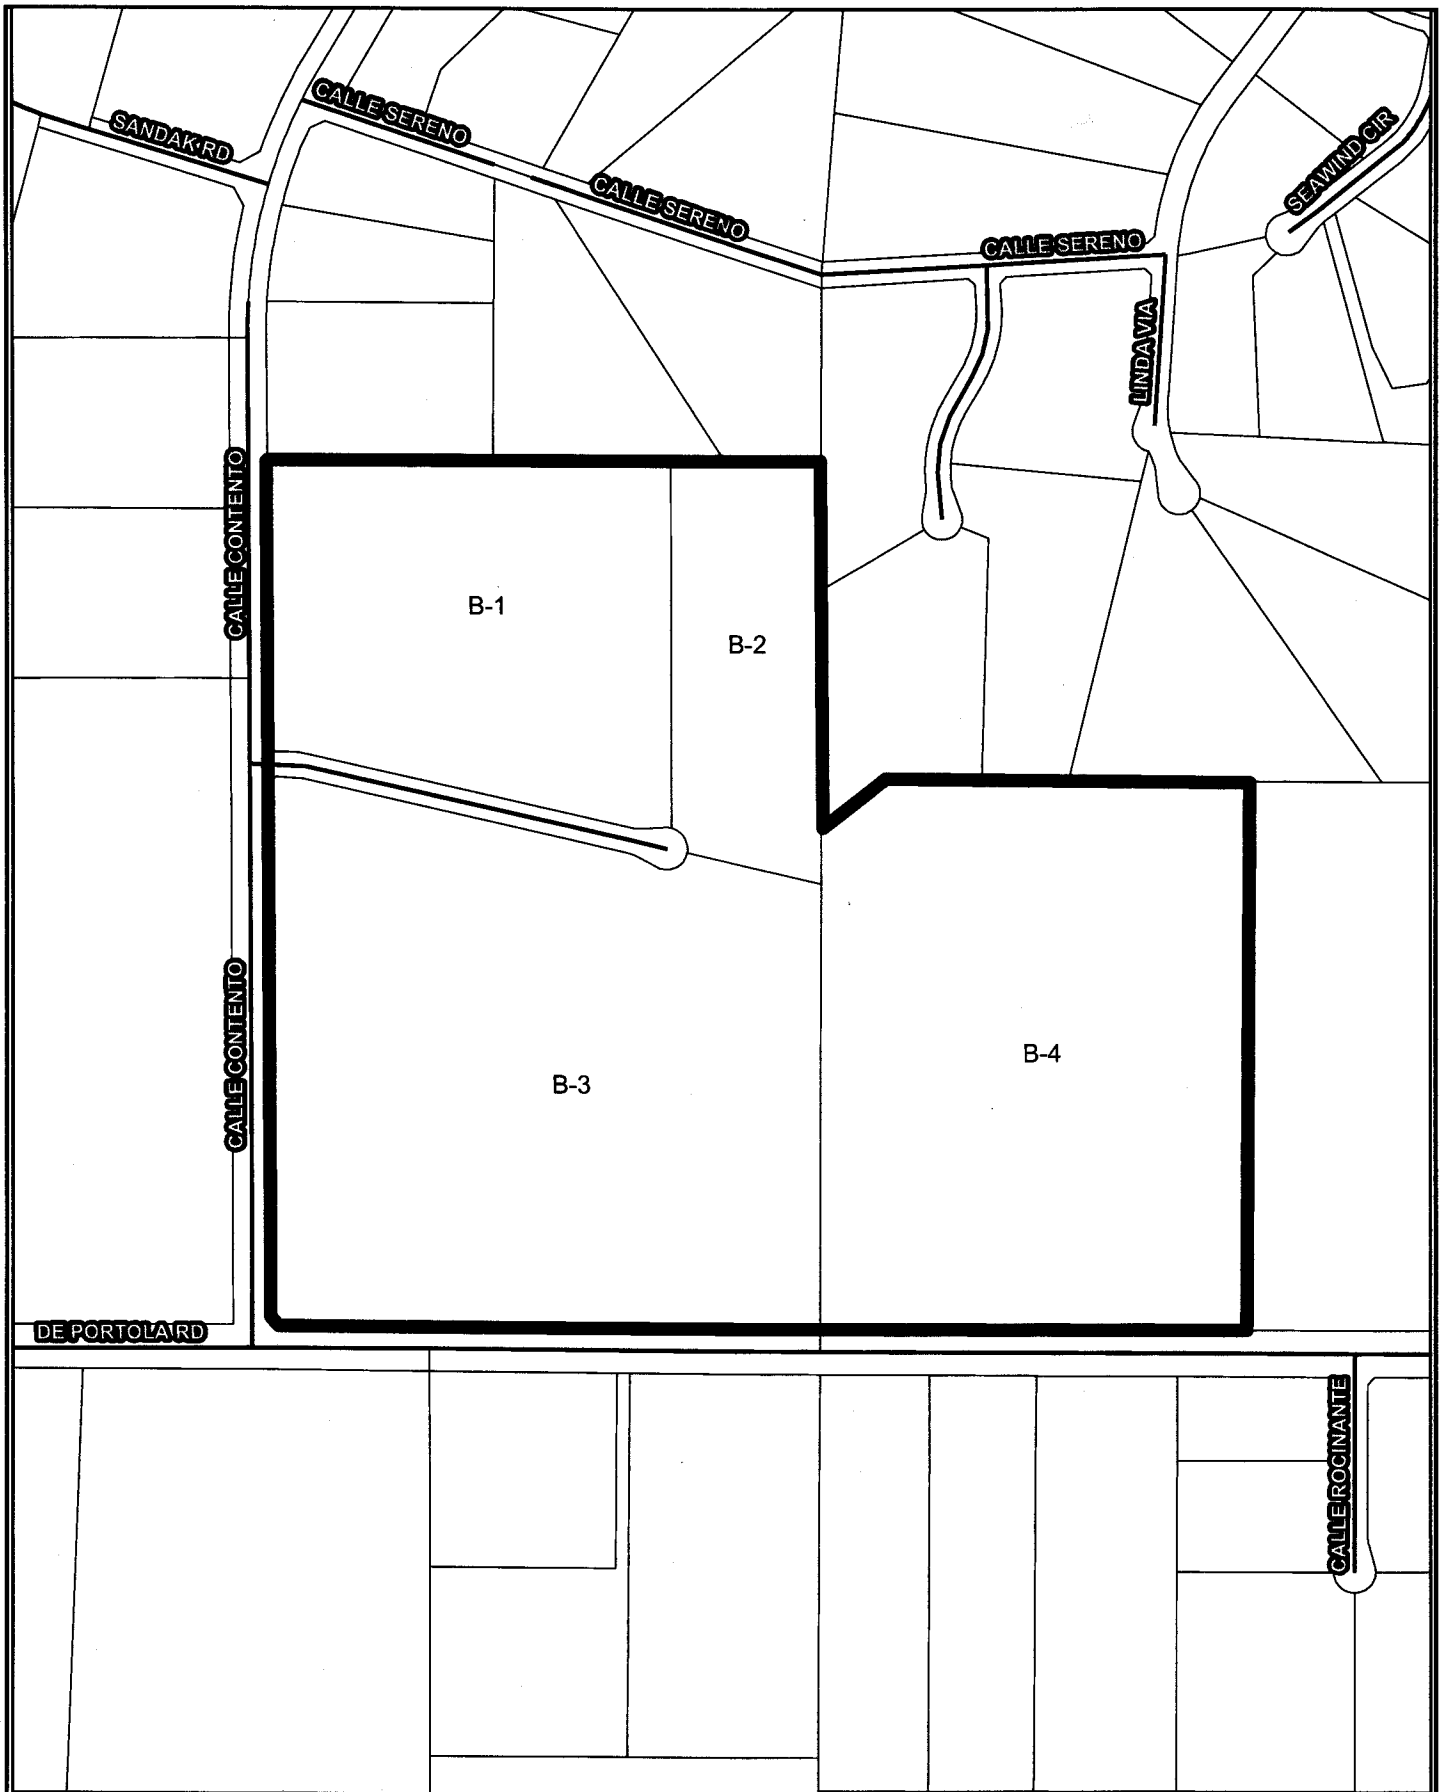 CALLE SERENO
SANDAK RD
SEAWIND CIR
CALLE SERENO
CALLE SERENO
LINDA VIA
CALLE CONTENTO
B-1
B-2
CALLE CONTENTO
B-4
B-3
DE PORTOLA RD
CALLE ROCINANTE